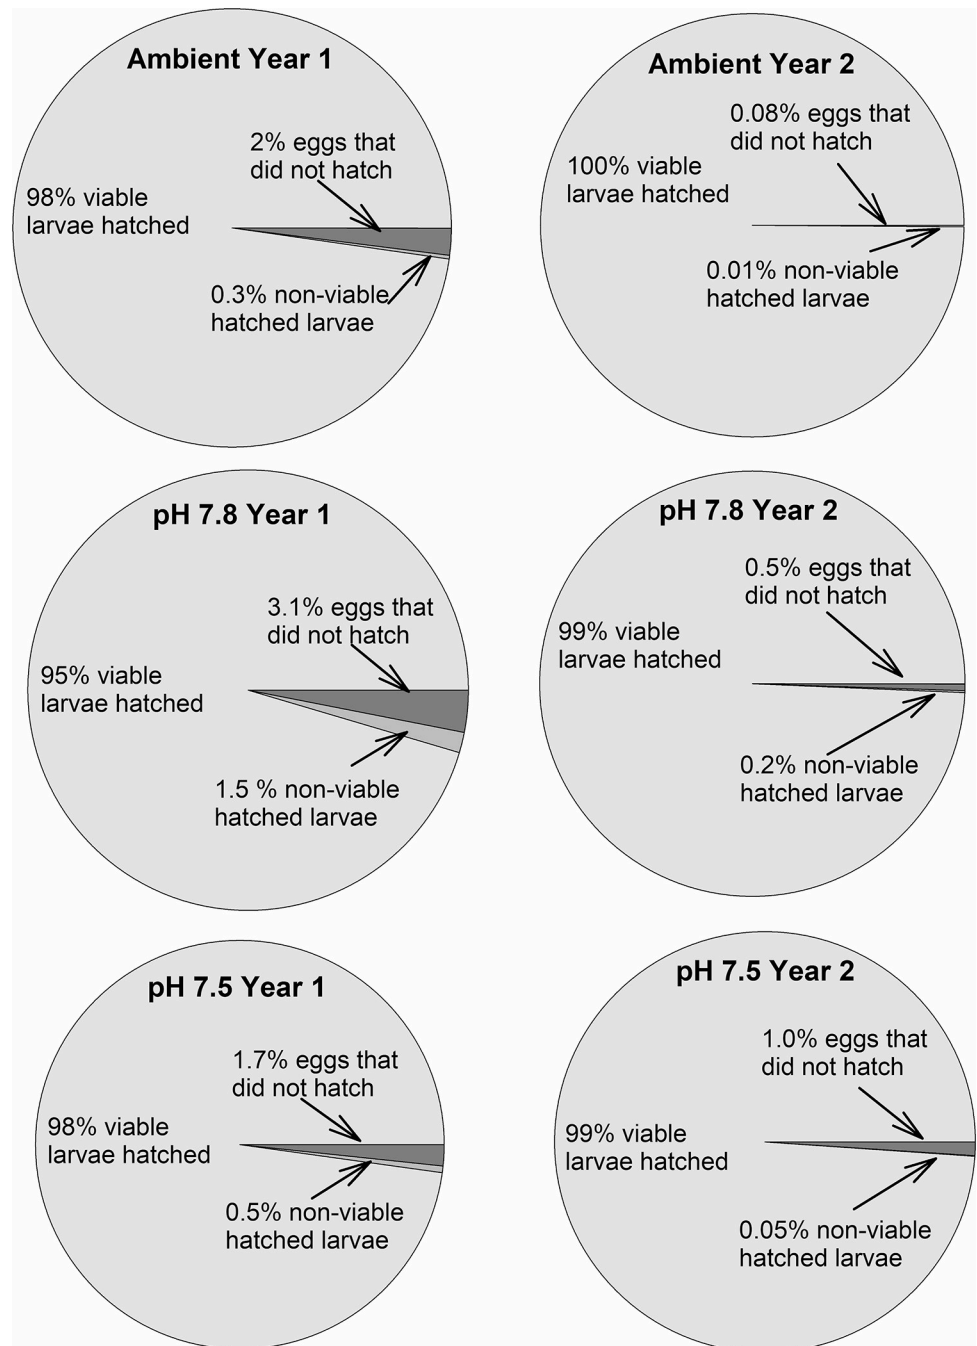 Ambient Year 1
2% eggs that
did not hatch
98% viable
larvae hatched
0.3% non-viable
hatched larvae
Ambient Year 2
0.08% eggs that
did not hatch
100% viable
larvae hatched
0.01% non-viable
hatched larvae
pH 7.8 Year 1
3.1% eggs that
did not hatch
95% viable
larvae hatched
1.5 % non-viable
hatched larvae
pH 7.8 Year 2
0.5% eggs that
did not hatch
99% viable
larvae hatched
0.2% non-viable
hatched larvae
pH 7.5 Year 1
1.7% eggs that
did not hatch
98% viable
larvae hatched
0.5% non-viable
hatched larvae
pH 7.5 Year 2
1.0% eggs that
did not hatch
99% viable
larvae hatched
0.05% non-viable
hatched larvae